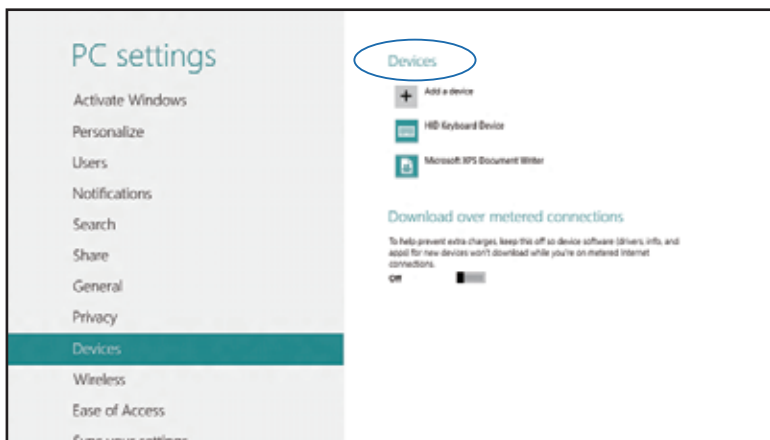 PC settings
Activate Windows
Personalize
Users
Notifications
Search
Share
General
Privacy
Devices
Wireless
Ease of Access
Sync your settings
Devices
Add a device
HID Keyboard Device
Microsoft XPS Document Writer
Download over metered connections
To help prevent extra charges, keep this off so device software (drivers, info, and
apps) for new devices won't download while you're on metered Internet
connections.
Off